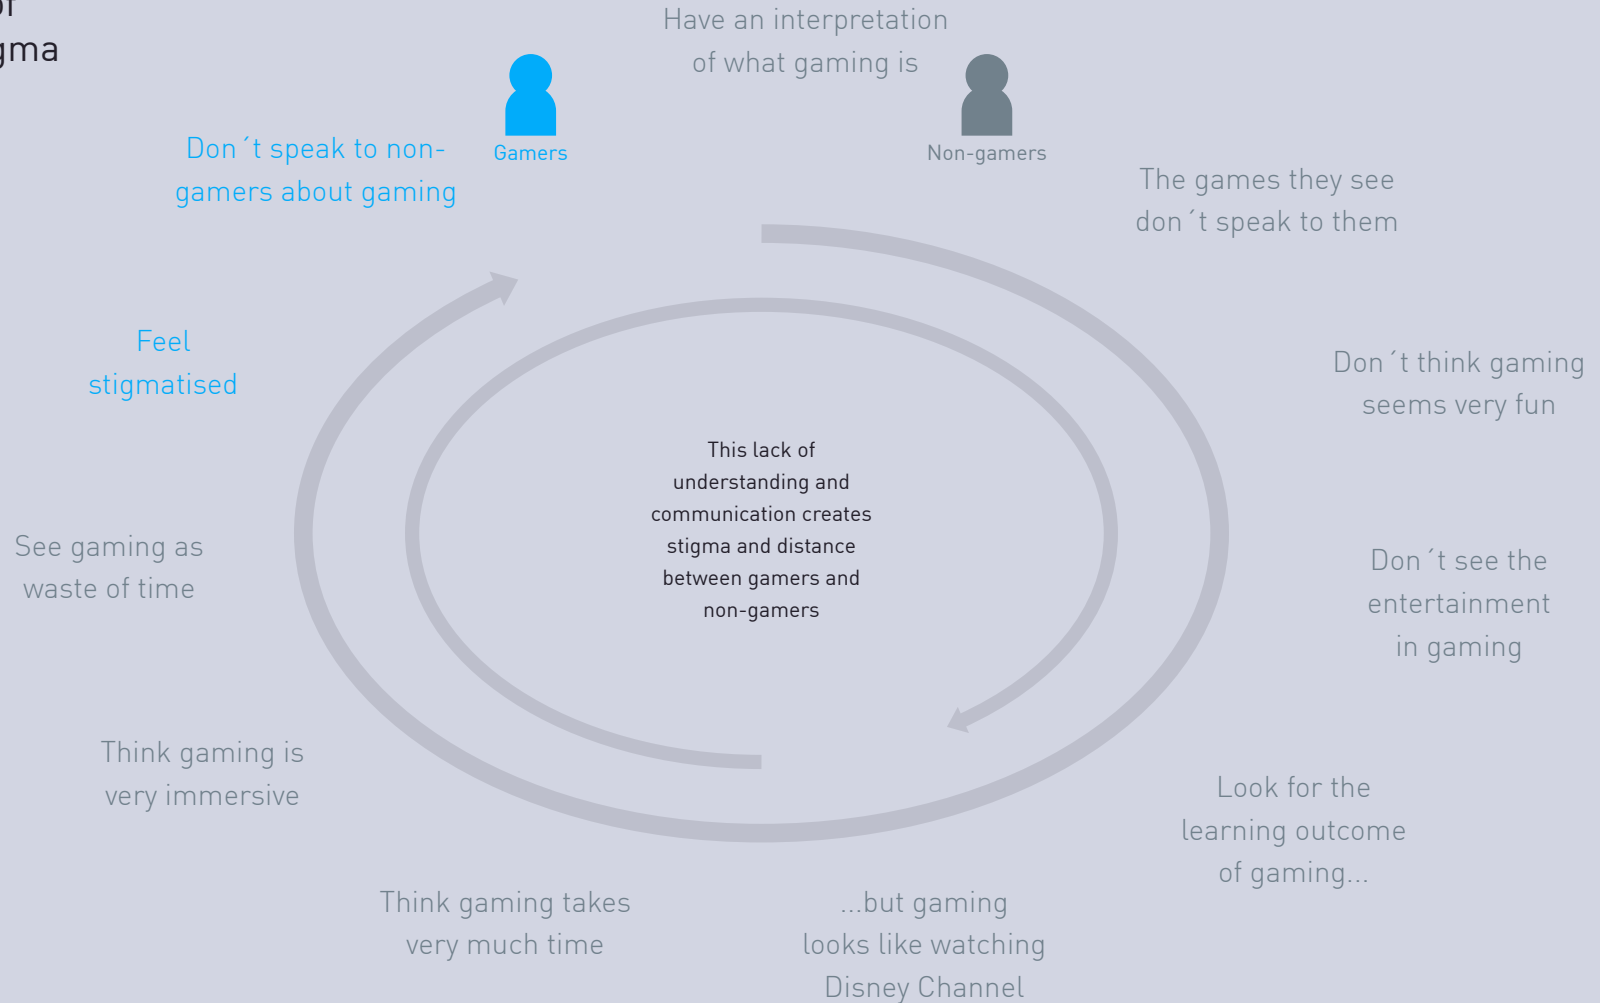 of
gma
Have an interpretation
of what gaming is
Gamers
Non-gamers
Don´t speak to non-
gamers about gaming
The games they see
don´t speak to them
Feel
stigmatised
Don´t think gaming
seems very fun
This lack of
understanding and
communication creates
stigma and distance
between gamers and
non-gamers
See gaming as
waste of time
Don´t see the
entertainment
in gaming
Think gaming is
very immersive
Look for the
learning outcome
of gaming...
Think gaming takes
very much time
...but gaming
looks like watching
Disney Channel